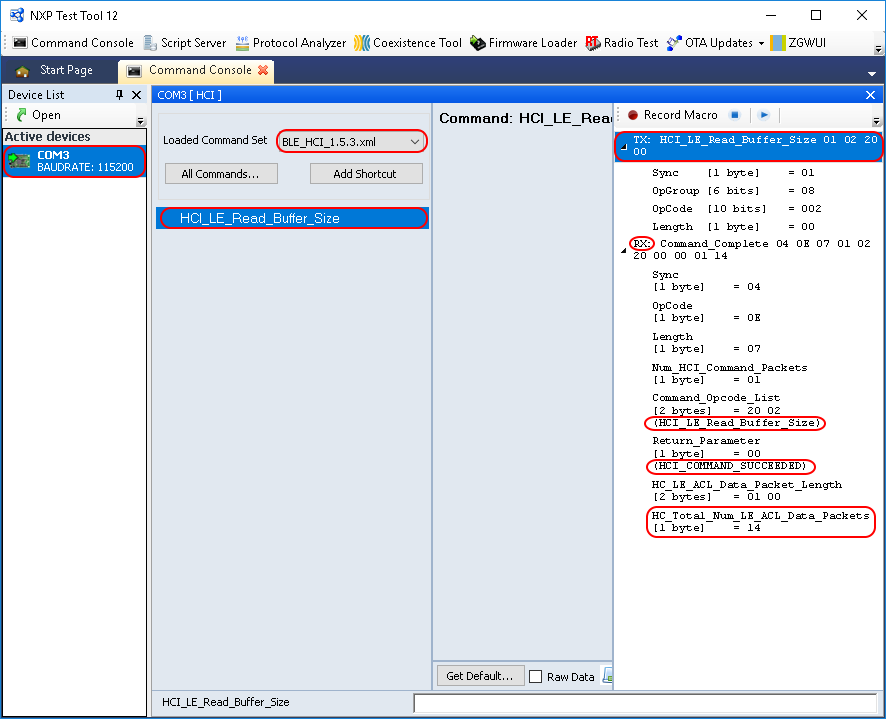 NXP Test Tool 12
Command Console Script Server Protocol Analyzer Coexistence Tool Firmware Loader Radio Test OTA Updates ZGWUI
Start Page Command Console
Device List
Open
Active devices
COM3
BAUDRATE: 115200
COM3 [ HCI ]
Loaded Command Set BLE_HCI_1.5.3.xml
All Commands... Add Shortcut
HCI_LE_Read_Buffer_Size
Command: HCI_LE_Rea
Get Default... Raw Data
Record Macro
TX: HCI_LE_Read_Buffer_Size 01 02 20
00
Sync [1 byte] = 01
OpGroup [6 bits] = 08
OpCode [10 bits] = 002
Length [1 byte] = 00
RX: Command_Complete 04 0E 07 01 02
20 00 00 01 14
Sync
[1 byte] = 04
OpCode
[1 byte] = 0E
Length
[1 byte] = 07
Num_HCI_Command_Packets
[1 byte] = 01
Command_Opcode_List
[2 bytes] = 20 02
(HCI_LE_Read_Buffer_Size)
Return_Parameter
[1 byte] = 00
(HCI_COMMAND_SUCCEEDED)
HC_LE_ACL_Data_Packet_Length
[2 bytes] = 01 00
HC_Total_Num_LE_ACL_Data_Packets
[1 byte] = 14
HCI_LE_Read_Buffer_Size